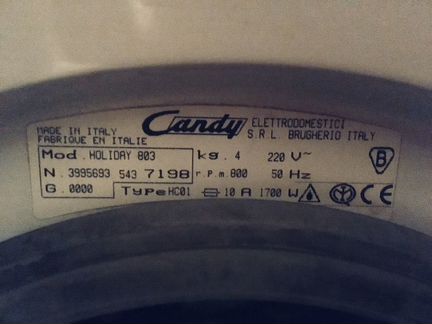 Candy ELETTRODOMESTICI
MADE IN ITALY S.R.L. BRUGHERIO ITALY
FABRIQUE EN ITALIE
Mod. HOLIDAY 803 kg. 4 220 V~ B
N. 3995693 543 7198 r.p.m. 800 50 Hz
G. 0000 Type HC01 10 A 1700 W CE